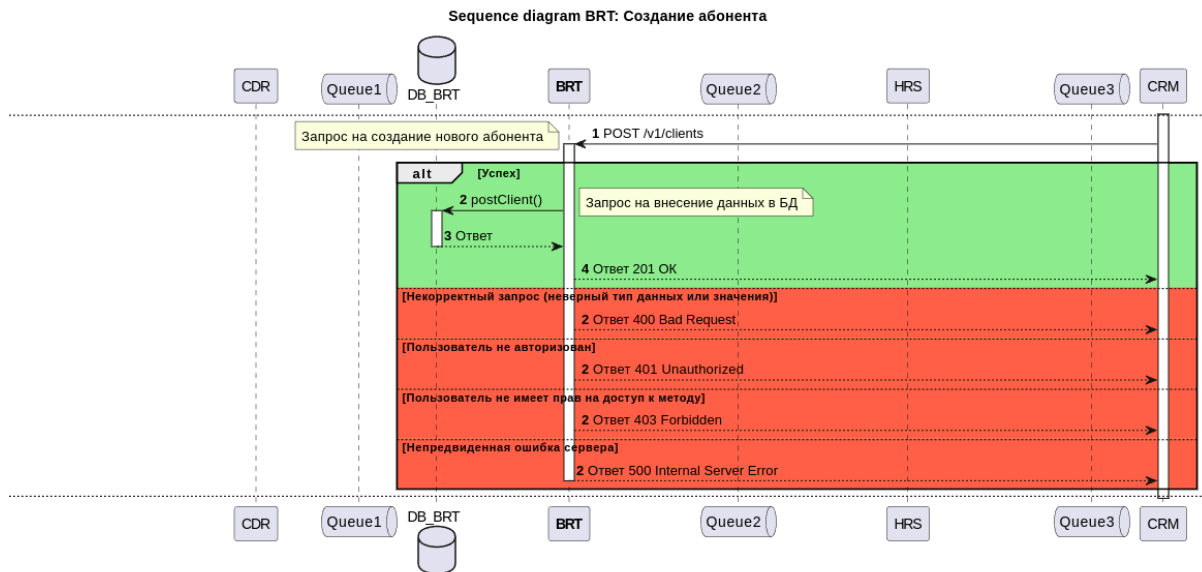 Sequence diagram BRT: Создание абонента
CDR
Queue1
DB_BRT
BRT
Queue2
HRS
Queue3
CRM
Запрос на создание нового абонента
1 POST /v1/clients
alt
[Успех]
2 postClient()
Запрос на внесение данных в БД
3 Ответ
4 Ответ 201 ОК
[Некорректный запрос (неверный тип данных или значения)]
2 Ответ 400 Bad Request
[Пользователь не авторизован]
2 Ответ 401 Unauthorized
[Пользователь не имеет прав на доступ к методу]
2 Ответ 403 Forbidden
[Непредвиденная ошибка сервера]
2 Ответ 500 Internal Server Error
CDR
Queue1
DB_BRT
BRT
Queue2
HRS
Queue3
CRM